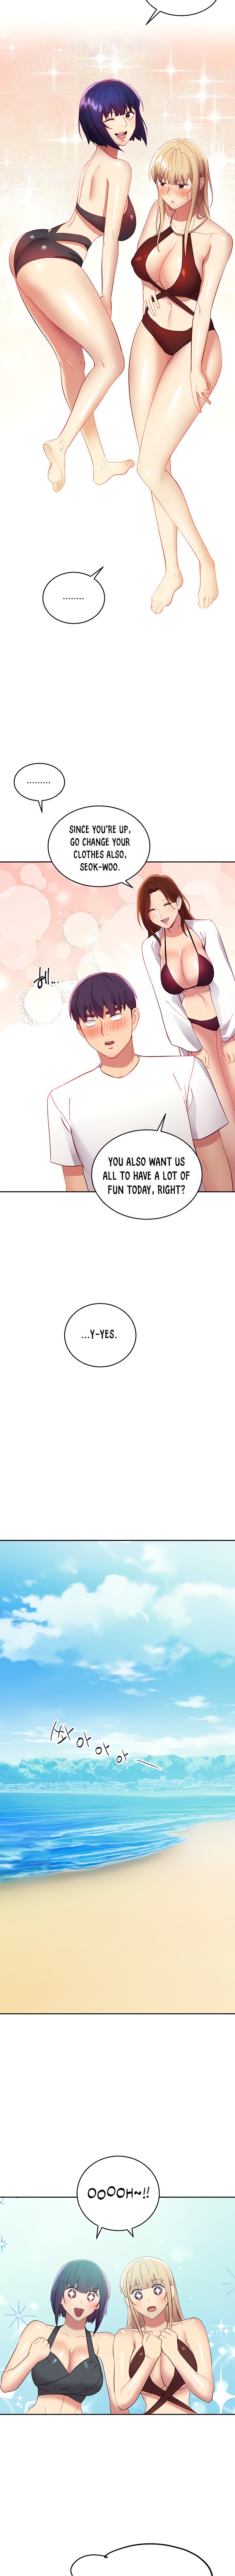 ........
.........
SINCE YOU'RE UP,
GO CHANGE YOUR
CLOTHES ALSO,
SEOK-WOO.
YOU ALSO WANT US
ALL TO HAVE A LOT OF
FUN TODAY, RIGHT?
...Y-YES.
쏴아아아
OOOOH~!!